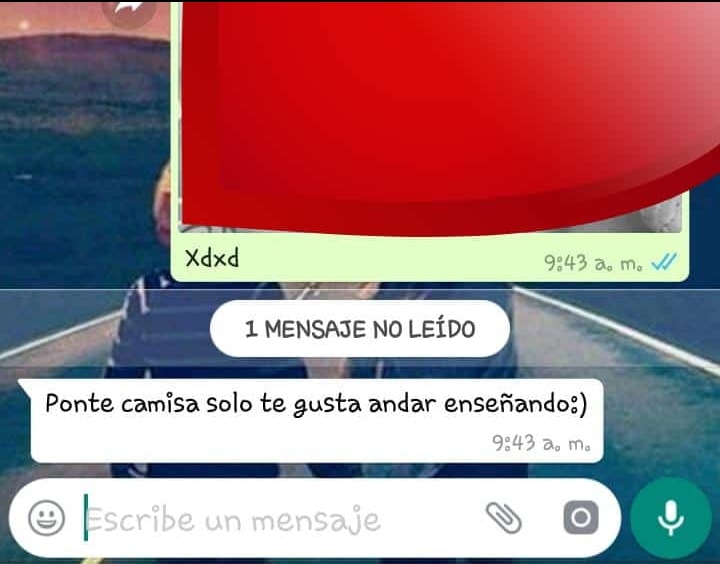 Xdxd
9:43 a. m.
1 MENSAJE NO LEÍDO
Ponte camisa solo te gusta andar enseñando:)
9:43 a. m.
Escribe un mensaje